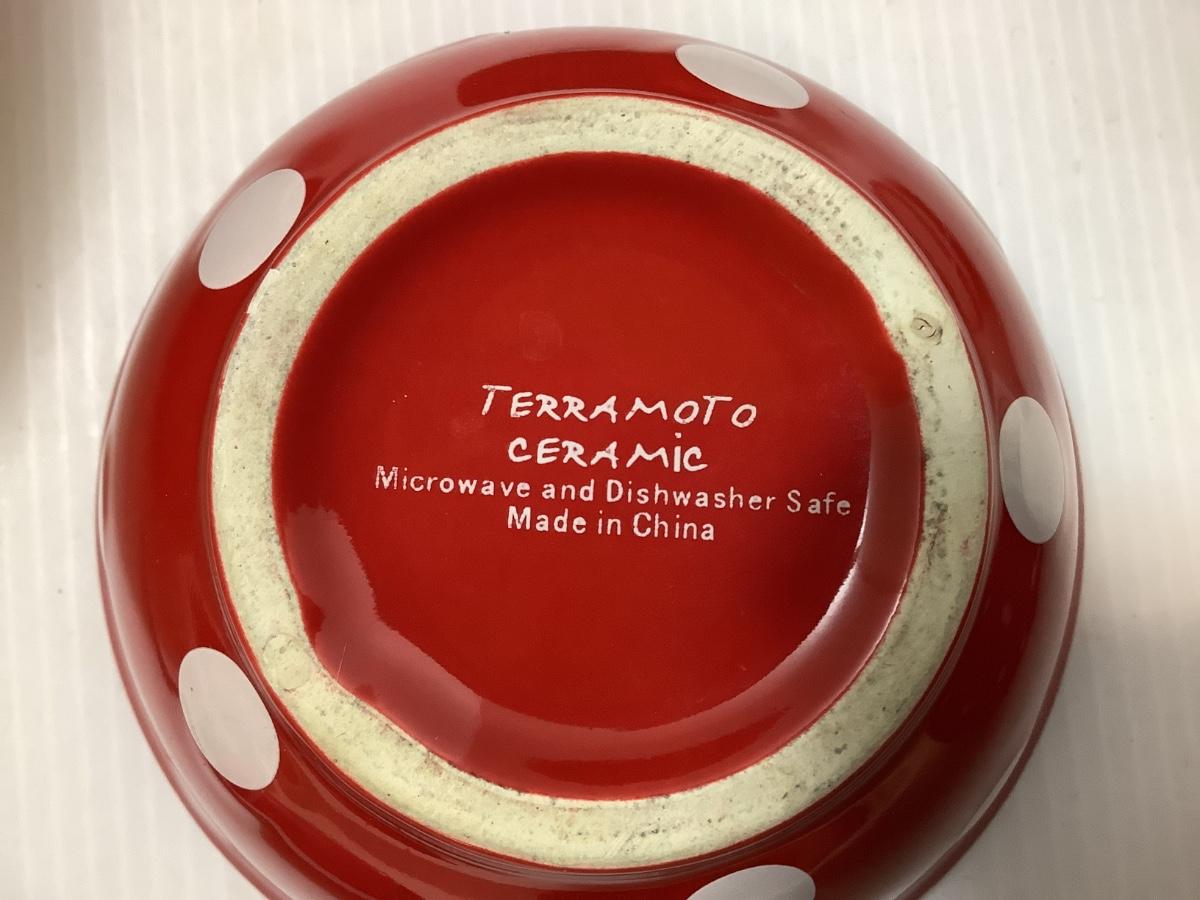 TERRAMOTO
CERAMiC
Microwave and Dishwasher Safe
Made in China